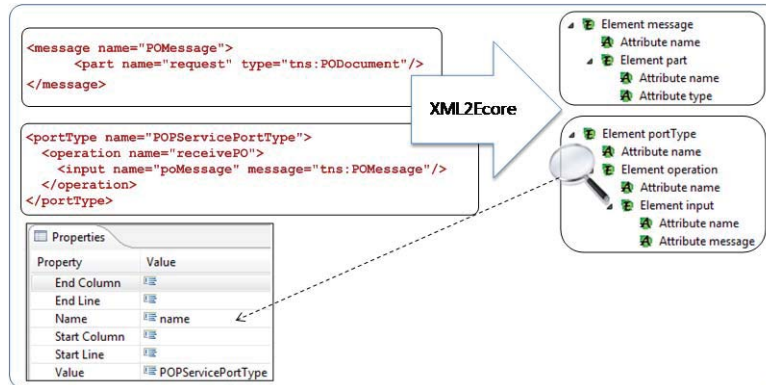 <message name="POMessage">
<part name="request" type="tns:PODocument"/>
</message>
<portType name="POPServicePortType">
<operation name="receivePO">
<input name="poMessage" message="tns:POMessage"/>
</operation>
</portType>
XML2Ecore
Element message
Attribute name
Element part
Attribute name
Attribute type
Element portType
Attribute name
Element operation
Attribute name
Element input
Attribute name
Attribute message
Properties
Property Value
End Column
End Line
Name name
Start Column
Start Line
Value POPServicePortType